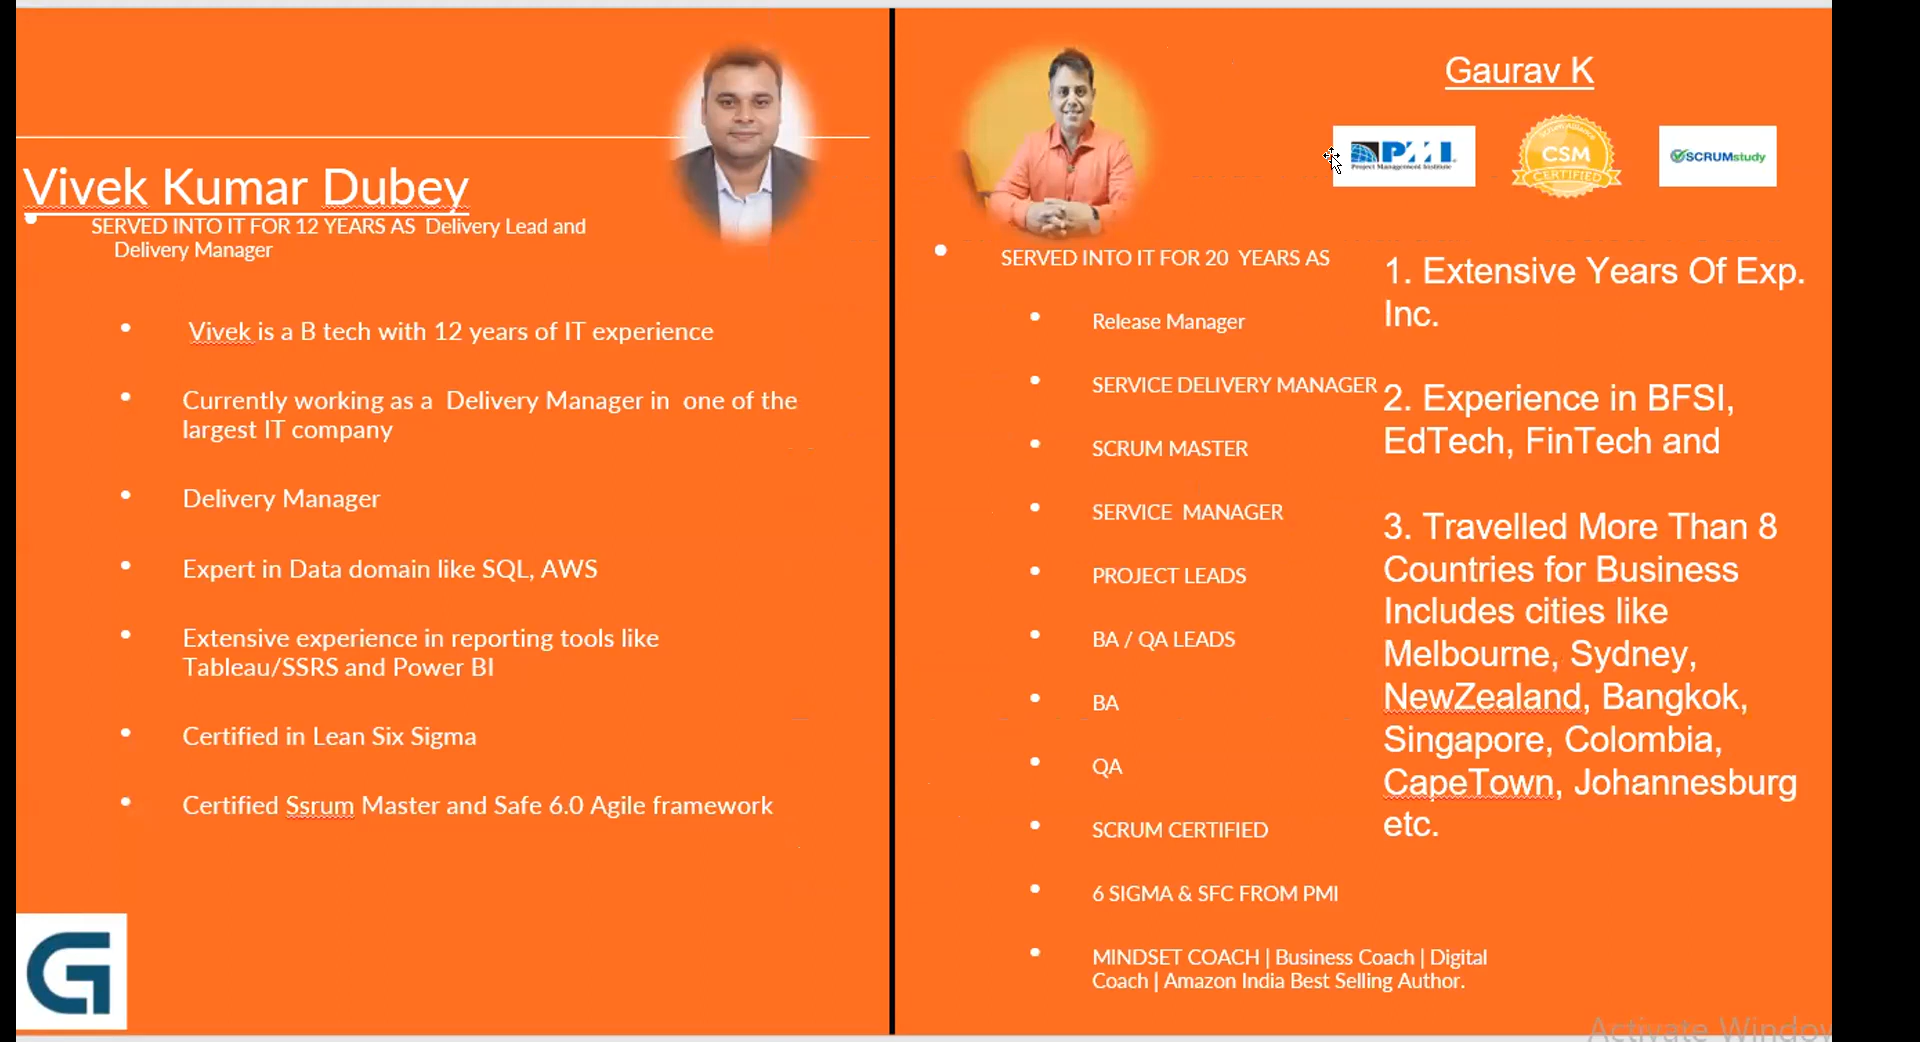 Vivek Kumar Dubey
SERVED INTO IT FOR 12 YEARS AS Delivery Lead and
Delivery Manager
Vivek is a B tech with 12 years of IT experience
Currently working as a Delivery Manager in one of the
largest IT company
Delivery Manager
Expert in Data domain like SQL, AWS
Extensive experience in reporting tools like
Tableau/SSRS and Power BI
Certified in Lean Six Sigma
Certified Ssrum Master and Safe 6.0 Agile framework
G
Gaurav K
PMI
Project Management Institute
Scrum Alliance
CSM
CERTIFIED
SCRUMstudy
SERVED INTO IT FOR 20 YEARS AS
Release Manager
SERVICE DELIVERY MANAGER
SCRUM MASTER
SERVICE MANAGER
PROJECT LEADS
BA / QA LEADS
BA
QA
SCRUM CERTIFIED
6 SIGMA & SFC FROM PMI
MINDSET COACH | Business Coach | Digital
Coach | Amazon India Best Selling Author.
1. Extensive Years Of Exp.
Inc.
2. Experience in BFSI,
EdTech, FinTech and
3. Travelled More Than 8
Countries for Business
Includes cities like
Melbourne, Sydney,
NewZealand, Bangkok,
Singapore, Colombia,
CapeTown, Johannesburg
etc.
Activate Window